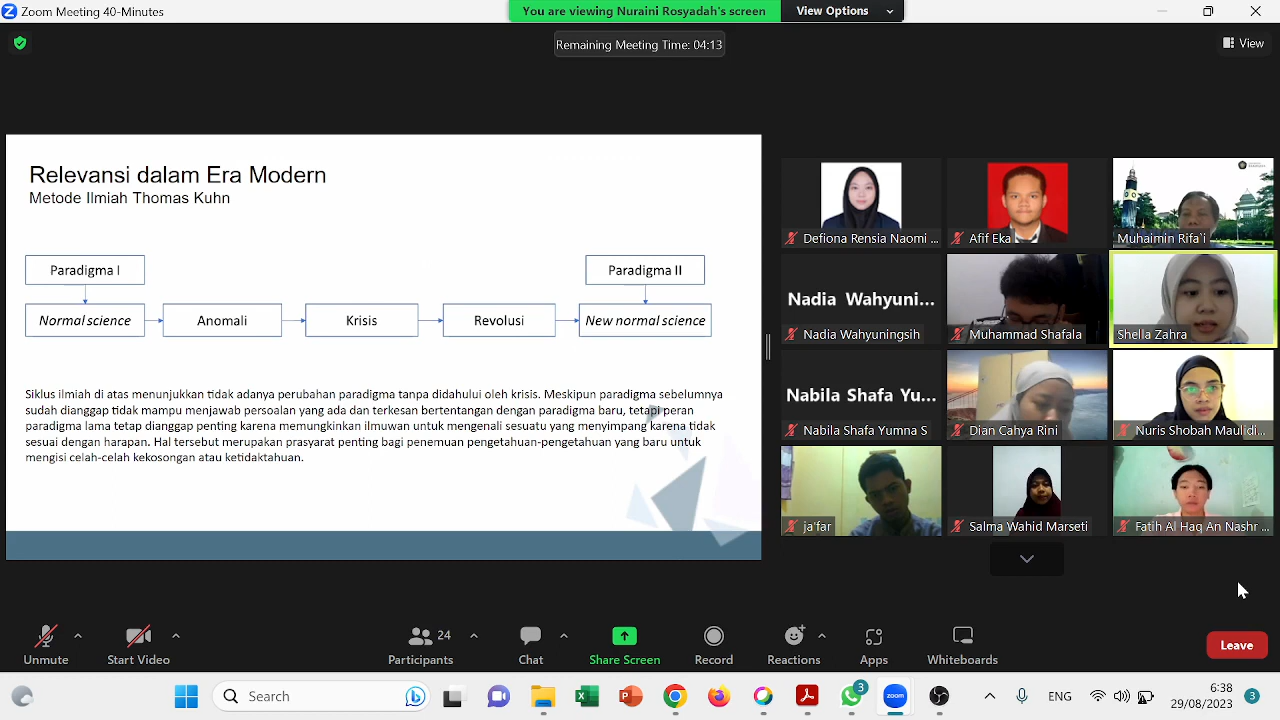 Zoom Meeting 40-Minutes
You are viewing Nuraini Rosyadah's screen
View Options
Remaining Meeting Time: 04:13
View
Relevansi dalam Era Modern
Metode Ilmiah Thomas Kuhn
Paradigma I
Paradigma II
Normal science
Anomali
Krisis
Revolusi
New normal science
Siklus ilmiah di atas menunjukkan tidak adanya perubahan paradigma tanpa didahului oleh krisis. Meskipun paradigma sebelumnya
sudah dianggap tidak mampu menjawab persoalan yang ada dan terkesan bertentangan dengan paradigma baru, tetapi peran
paradigma lama tetap dianggap penting karena memungkinkan ilmuwan untuk mengenali sesuatu yang menyimpang karena tidak
sesuai dengan harapan. Hal tersebut merupakan prasyarat penting bagi penemuan pengetahuan-pengetahuan yang baru untuk
mengisi celah-celah kekosongan atau ketidaktahuan.
Defiona Rensia Naomi ...
Afif Eka
Muhaimin Rifa'i
Nadia Wahyuni...
Nadia Wahyuningsih
Muhammad Shafala
Shella Zahra
Nabila Shafa Yu...
Nabila Shafa Yumna S
Dian Cahya Rini
Nuris Shobah Maulidi...
ja'far
Salma Wahid Marseti
Fatih Al Haq An Nashr ...
Unmute
Start Video
24
Participants
Chat
Share Screen
Record
Reactions
Apps
Whiteboards
Leave
Search
3
zoom
ENG
6:38
29/08/2023
3